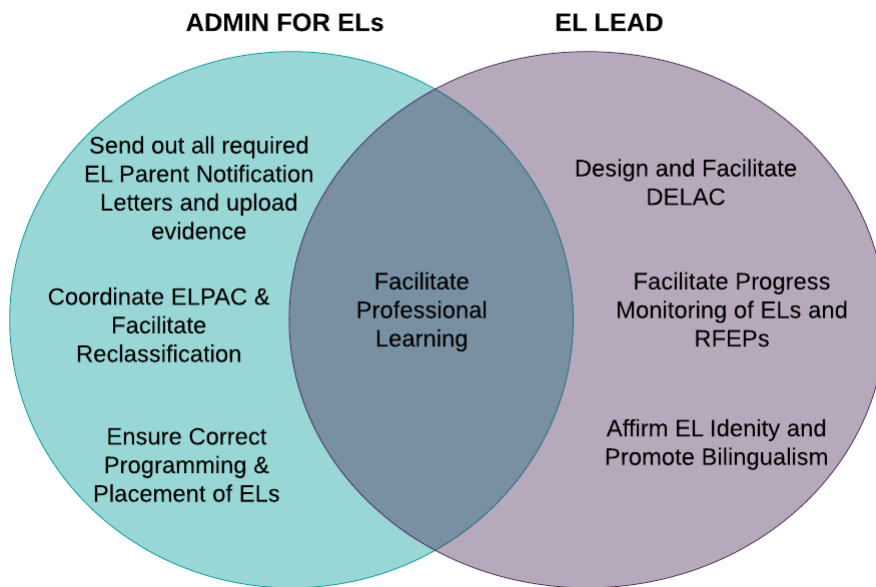 ADMIN FOR ELs
EL LEAD
Send out all required
EL Parent Notification
Letters and upload
evidence
Coordinate ELPAC &
Facilitate
Reclassification
Ensure Correct
Programming &
Placement of ELs
Facilitate
Professional
Learning
Design and Facilitate
DELAC
Facilitate Progress
Monitoring of ELs and
RFEPs
Affirm EL Idenity and
Promote Bilingualism